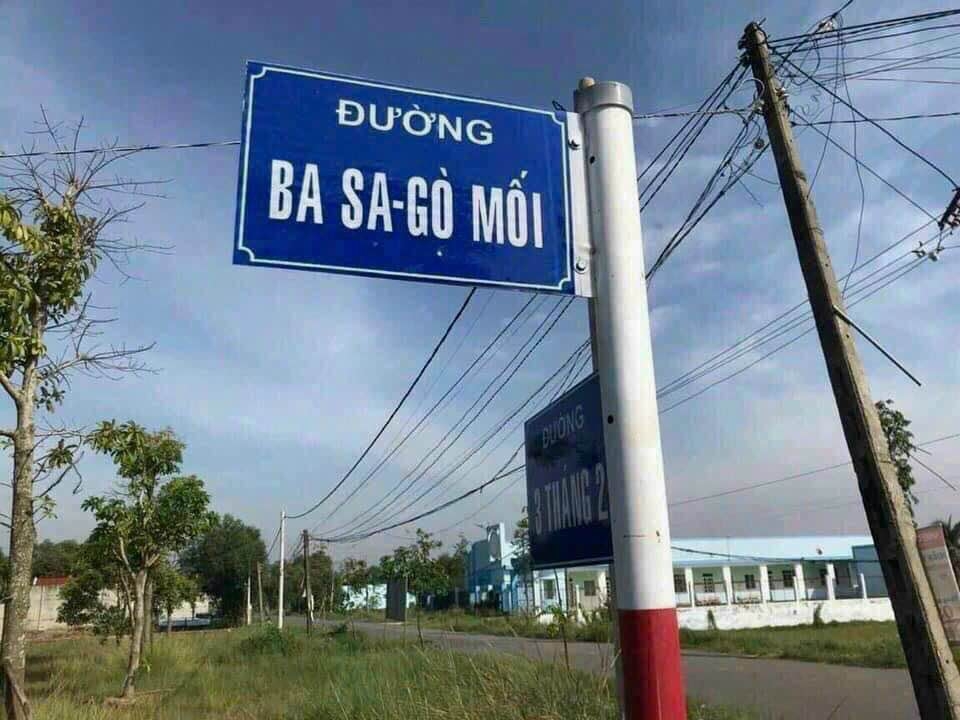 ĐƯỜNG
BA SA-GÒ MỐI
ĐƯỜNG
3 THÁNG 2